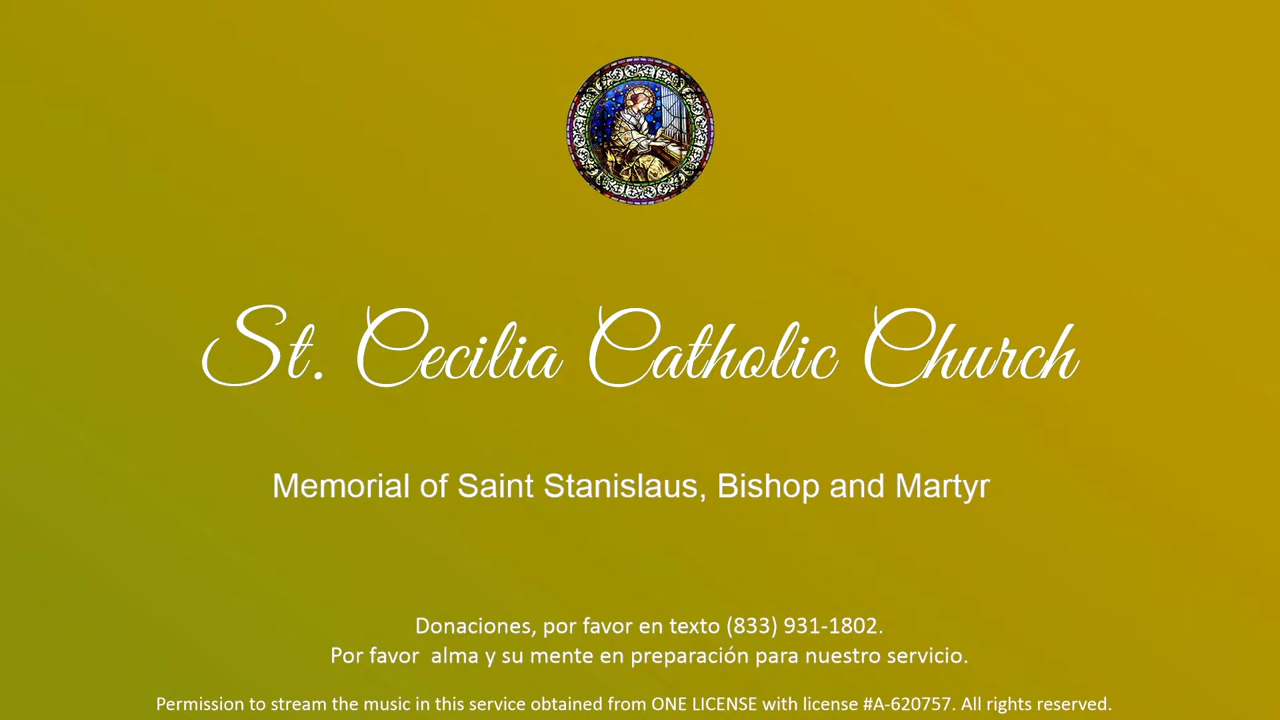 St. Cecilia Catholic Church
Memorial of Saint Stanislaus, Bishop and Martyr
Donaciones, por favor en texto (833) 931-1802.
Por favor  alma y su mente en preparación para nuestro servicio.
Permission to stream the music in this service obtained from ONE LICENSE with license #A-620757. All rights reserved.